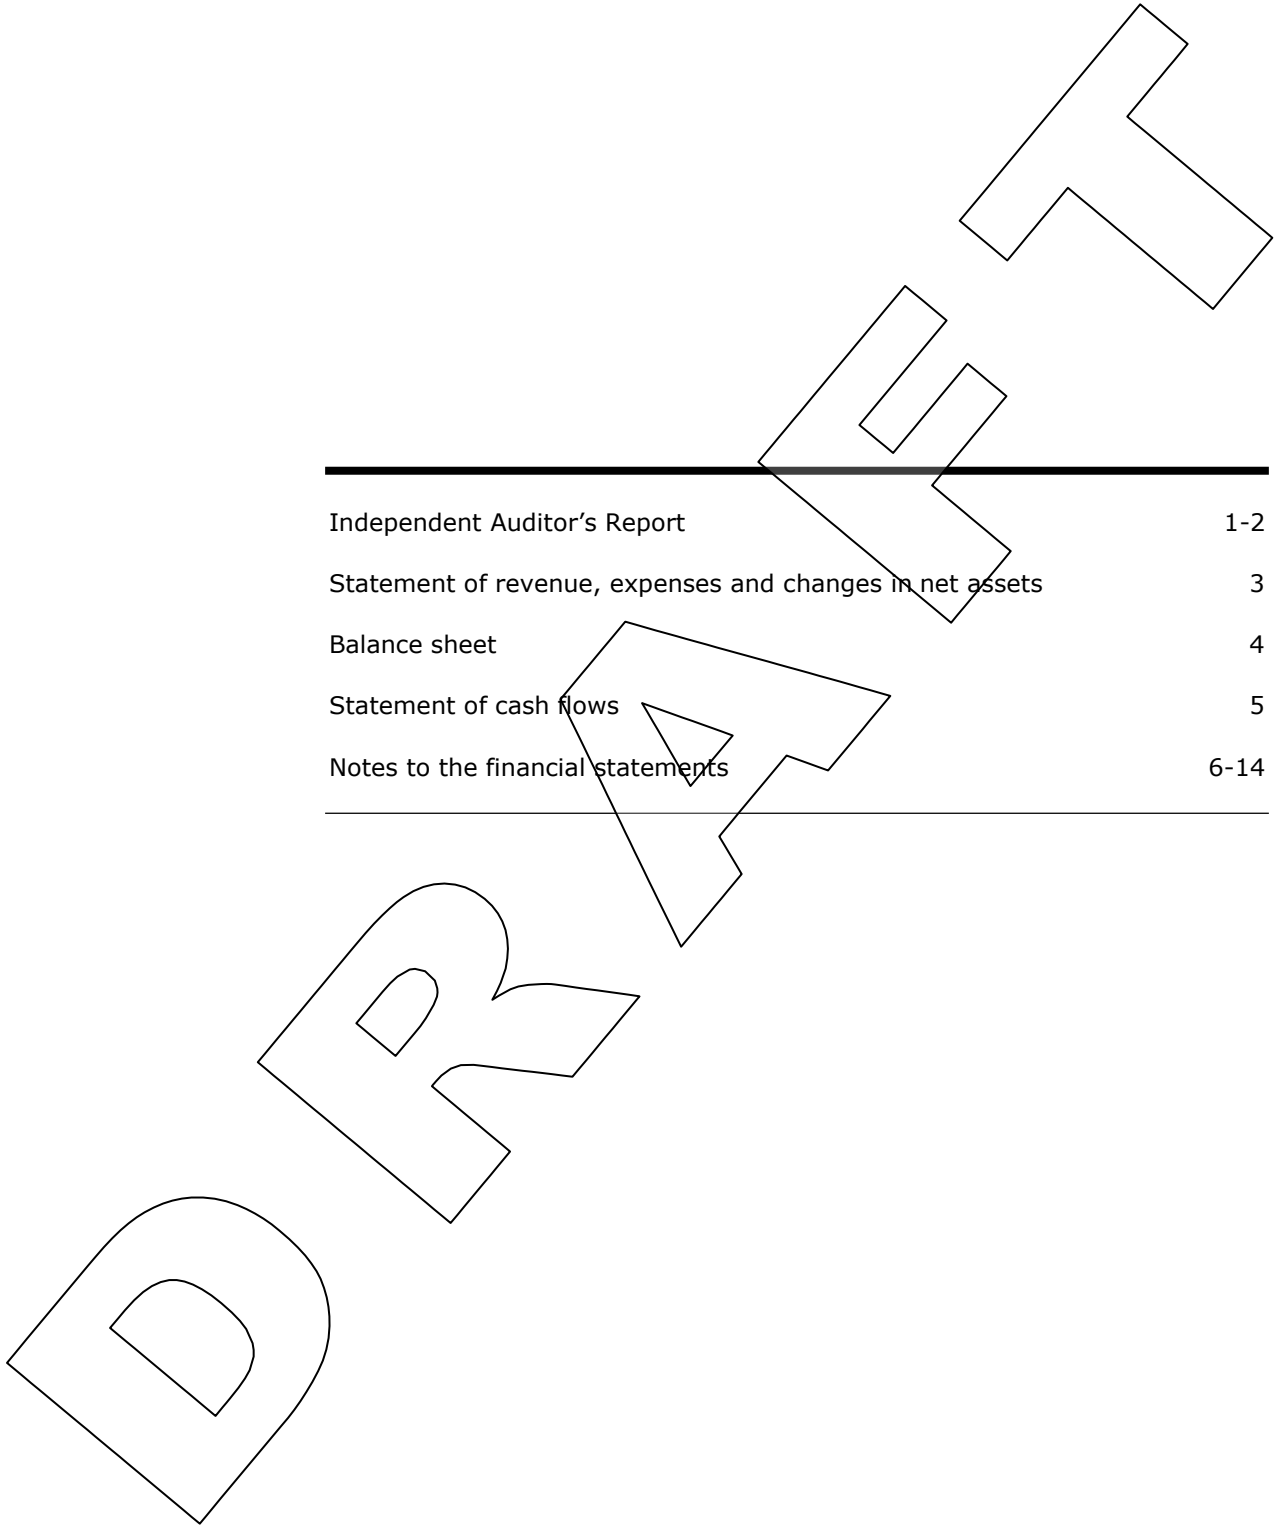 Independent Auditor’s Report 1-2
Statement of revenue, expenses and changes in net assets 3
Balance sheet 4
Statement of cash flows 5
Notes to the financial statements 6-14
DRAFT